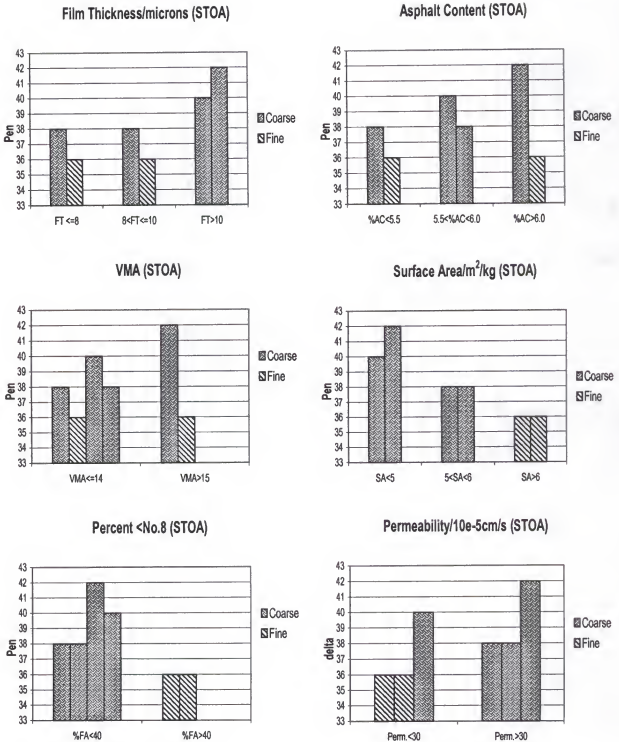 Film Thickness/microns (STOA)
43
42
41
40
39
38
37
36
35
34
33
Pen
FT <=8
8<FT<=10
FT>10
Coarse
Fine
Asphalt Content (STOA)
43
42
41
40
39
38
37
36
35
34
33
Pen
%AC<5.5
5.5<%AC<6.0
%AC>6.0
Coarse
Fine
VMA (STOA)
43
42
41
40
39
38
37
36
35
34
33
Pen
VMA<=14
VMA>15
Coarse
Fine
Surface Area/m²/kg (STOA)
43
42
41
40
39
38
37
36
35
34
33
Pen
SA<5
5<SA<6
SA>6
Coarse
Fine
Percent <No.8 (STOA)
43
42
41
40
39
38
37
36
35
34
33
Pen
%FA<40
%FA>40
Coarse
Fine
Permeability/10e-5cm/s (STOA)
43
42
41
40
39
38
37
36
35
34
33
delta
Perm.<30
Perm.>30
Coarse
Fine